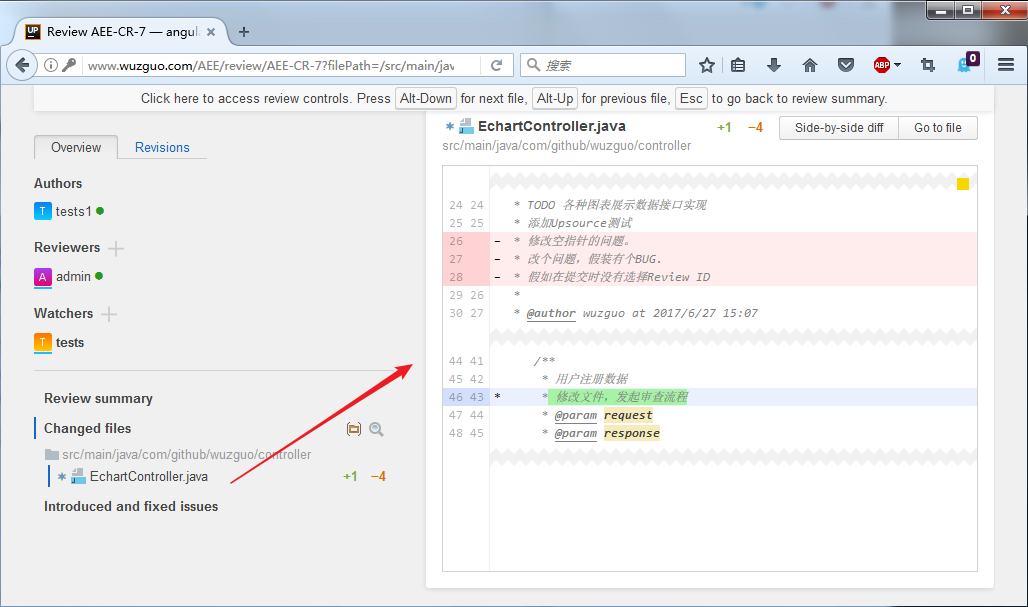 Review AEE-CR-7 — angula
www.wuzguo.com/AEE/review/AEE-CR-7?filePath=/src/main/jav
搜索
ABP
0
Click here to access review controls. Press Alt-Down for next file, Alt-Up for previous file, Esc to go back to review summary.
Overview
Revisions
Authors
T tests1
Reviewers
A admin
Watchers
T tests
Review summary
Changed files
src/main/java/com/github/wuzguo/controller
* EchartController.java +1 −4
Introduced and fixed issues
* EchartController.java +1 −4 Side-by-side diff Go to file
src/main/java/com/github/wuzguo/controller
24 24 * TODO 各种图表展示数据接口实现
25 25 * 添加Upsource测试
26 - * 修改空指针的问题。
27 - * 改个问题，假装有个BUG.
28 - * 假如在提交时没有选择Review ID
29 26 *
30 27 * @author wuzguo at 2017/6/27 15:07
44 41 /**
45 42 * 用户注册数据
46 43 * * 修改文件，发起审查流程
47 44 * @param request
48 45 * @param response